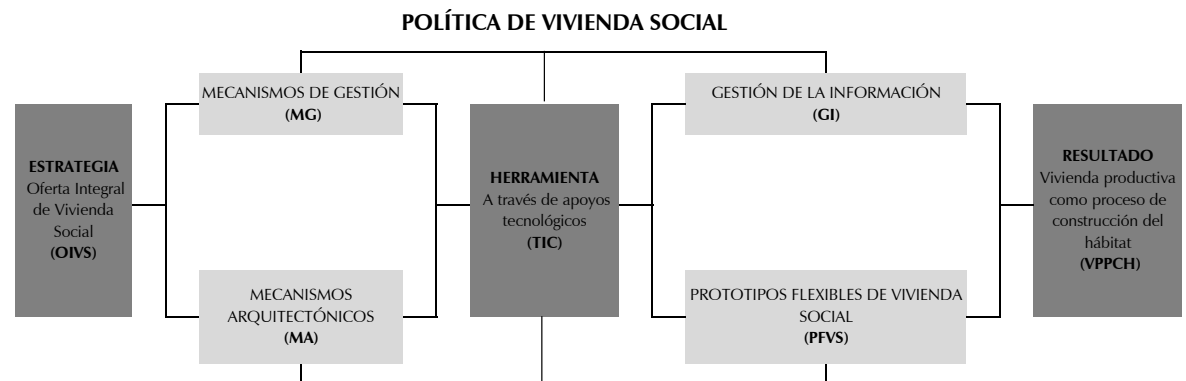 POLÍTICA DE VIVIENDA SOCIAL
ESTRATEGIA
Oferta Integral
de Vivienda
Social
(OIVS)
MECANISMOS DE GESTIÓN
(MG)
MECANISMOS
ARQUITECTÓNICOS
(MA)
HERRAMIENTA
A través de apoyos
tecnológicos
(TIC)
GESTIÓN DE LA INFORMACIÓN
(GI)
PROTOTIPOS FLEXIBLES DE VIVIENDA
SOCIAL
(PFVS)
RESULTADO
Vivienda productiva
como proceso de
construcción del
hábitat
(VPPCH)